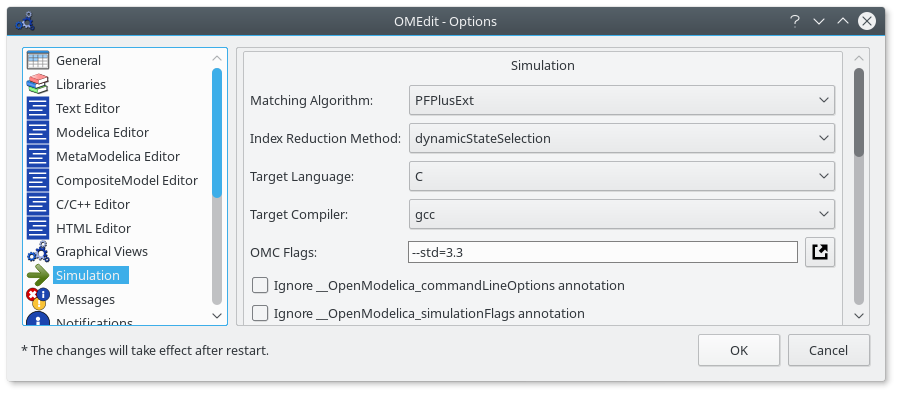 OMEdit - Options
General
Libraries
Text Editor
Modelica Editor
MetaModelica Editor
CompositeModel Editor
C/C++ Editor
HTML Editor
Graphical Views
Simulation
Messages
Notifications
Simulation
Matching Algorithm: PFPlusExt
Index Reduction Method: dynamicStateSelection
Target Language: C
Target Compiler: gcc
OMC Flags: --std=3.3
Ignore __OpenModelica_commandLineOptions annotation
Ignore __OpenModelica_simulationFlags annotation
* The changes will take effect after restart.
OK Cancel